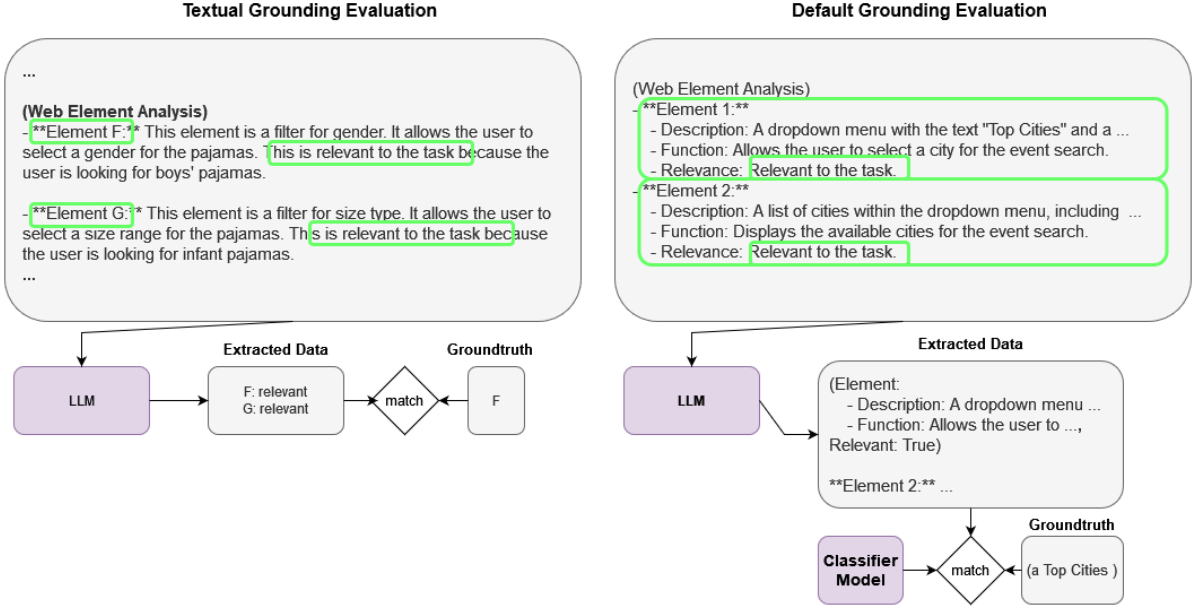 Textual Grounding Evaluation
...
(Web Element Analysis)
- **Element F:** This element is a filter for gender. It allows the user to
select a gender for the pajamas. This is relevant to the task because the
user is looking for boys' pajamas.
- **Element G:** This element is a filter for size type. It allows the user to
select a size range for the pajamas. This is relevant to the task because
the user is looking for infant pajamas.
...
LLM
Extracted Data
F: relevant
G: relevant
match
Groundtruth
F
Default Grounding Evaluation
(Web Element Analysis)
- **Element 1:**
- Description: A dropdown menu with the text "Top Cities" and a ...
- Function: Allows the user to select a city for the event search.
- Relevance: Relevant to the task.
- **Element 2:**
- Description: A list of cities within the dropdown menu, including ...
- Function: Displays the available cities for the event search.
- Relevance: Relevant to the task.
LLM
Extracted Data
(Element:
- Description: A dropdown menu ...
- Function: Allows the user to ...,
Relevant: True)
**Element 2:** ...
Classifier
Model
match
Groundtruth
(a Top Cities )